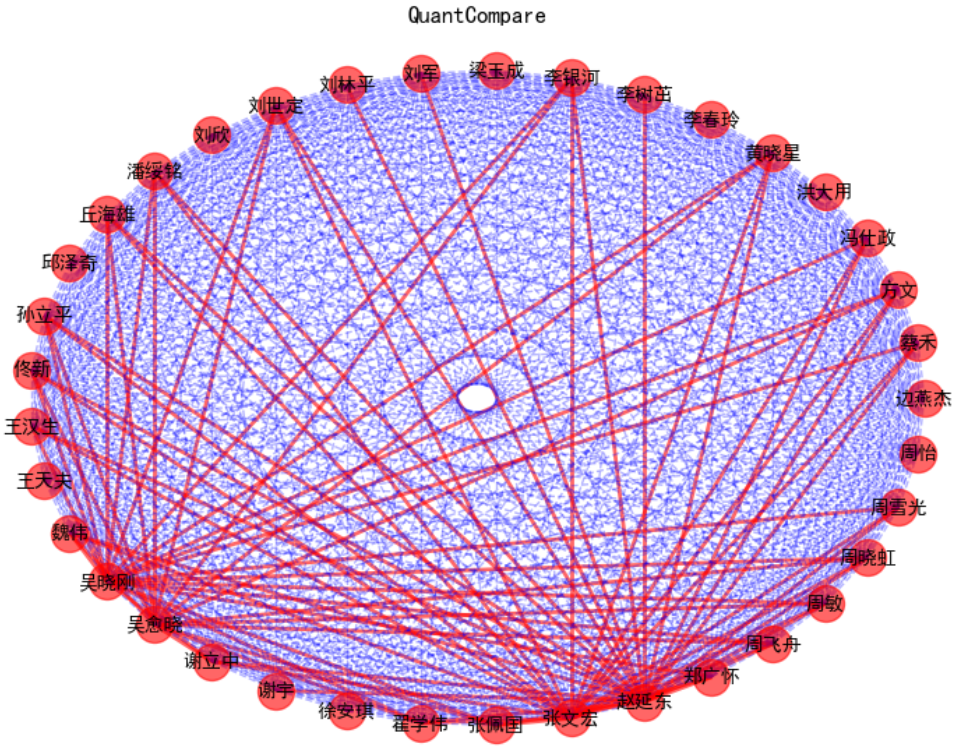 QuantCompare
梁玉成
刘军
李银河
刘林平
李树茁
刘世定
李春玲
刘欣
黄晓星
潘绥铭
洪大用
丘海雄
冯仕政
邱泽奇
方文
孙立平
蔡禾
佟新
边燕杰
王汉生
周怡
王天夫
周雪光
魏伟
周晓虹
吴晓刚
周敏
吴愈晓
周飞舟
谢立中
郑广怀
谢宇
赵延东
徐安琪
张文宏
翟学伟
张佩国